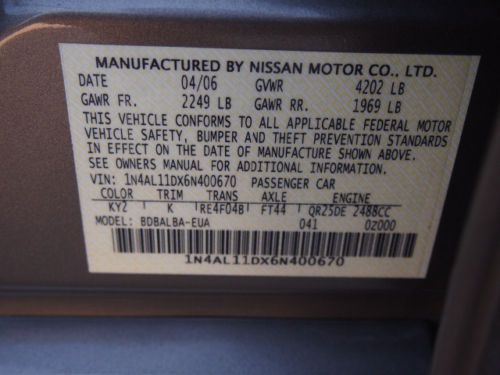 MANUFACTURED BY NISSAN MOTOR CO., LTD.
DATE 04/06 GVWR 4202 LB
GAWR FR. 2249 LB GAWR RR. 1969 LB
THIS VEHICLE CONFORMS TO ALL APPLICABLE FEDERAL MOTOR
VEHICLE SAFETY, BUMPER AND THEFT PREVENTION STANDARDS
IN EFFECT ON THE DATE OF MANUFACTURE SHOWN ABOVE.
SEE OWNERS MANUAL FOR ADDITIONAL INFORMATION
VIN: 1N4AL11DX6N400670 PASSENGER CAR
COLOR TRIM TRANS AXLE ENGINE
KY2 K RE4F04B FT44 QR25DE 2488CC
MODEL: BDBALBA-EUA 041 0Z000
1N4AL11DX6N400670